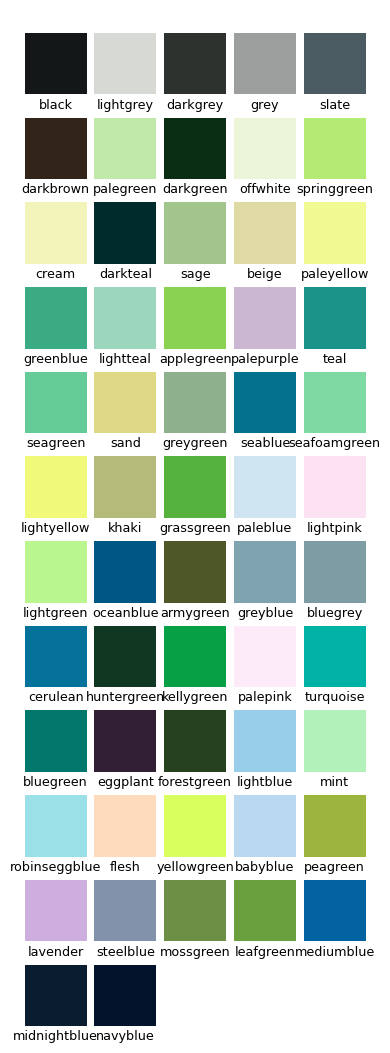 black lightgrey darkgrey grey slate
darkbrown palegreen darkgreen offwhite springgreen
cream darkteal sage beige paleyellow
greenblue lightteal applegreen palepurple teal
seagreen sand greygreen seablue seafoamgreen
lightyellow khaki grassgreen paleblue lightpink
lightgreen oceanblue armygreen greyblue bluegrey
cerulean huntergreen kellygreen palepink turquoise
bluegreen eggplant forestgreen lightblue mint
robinseggblue flesh yellowgreen babyblue peagreen
lavender steelblue mossgreen leafgreen mediumblue
midnightblue navyblue